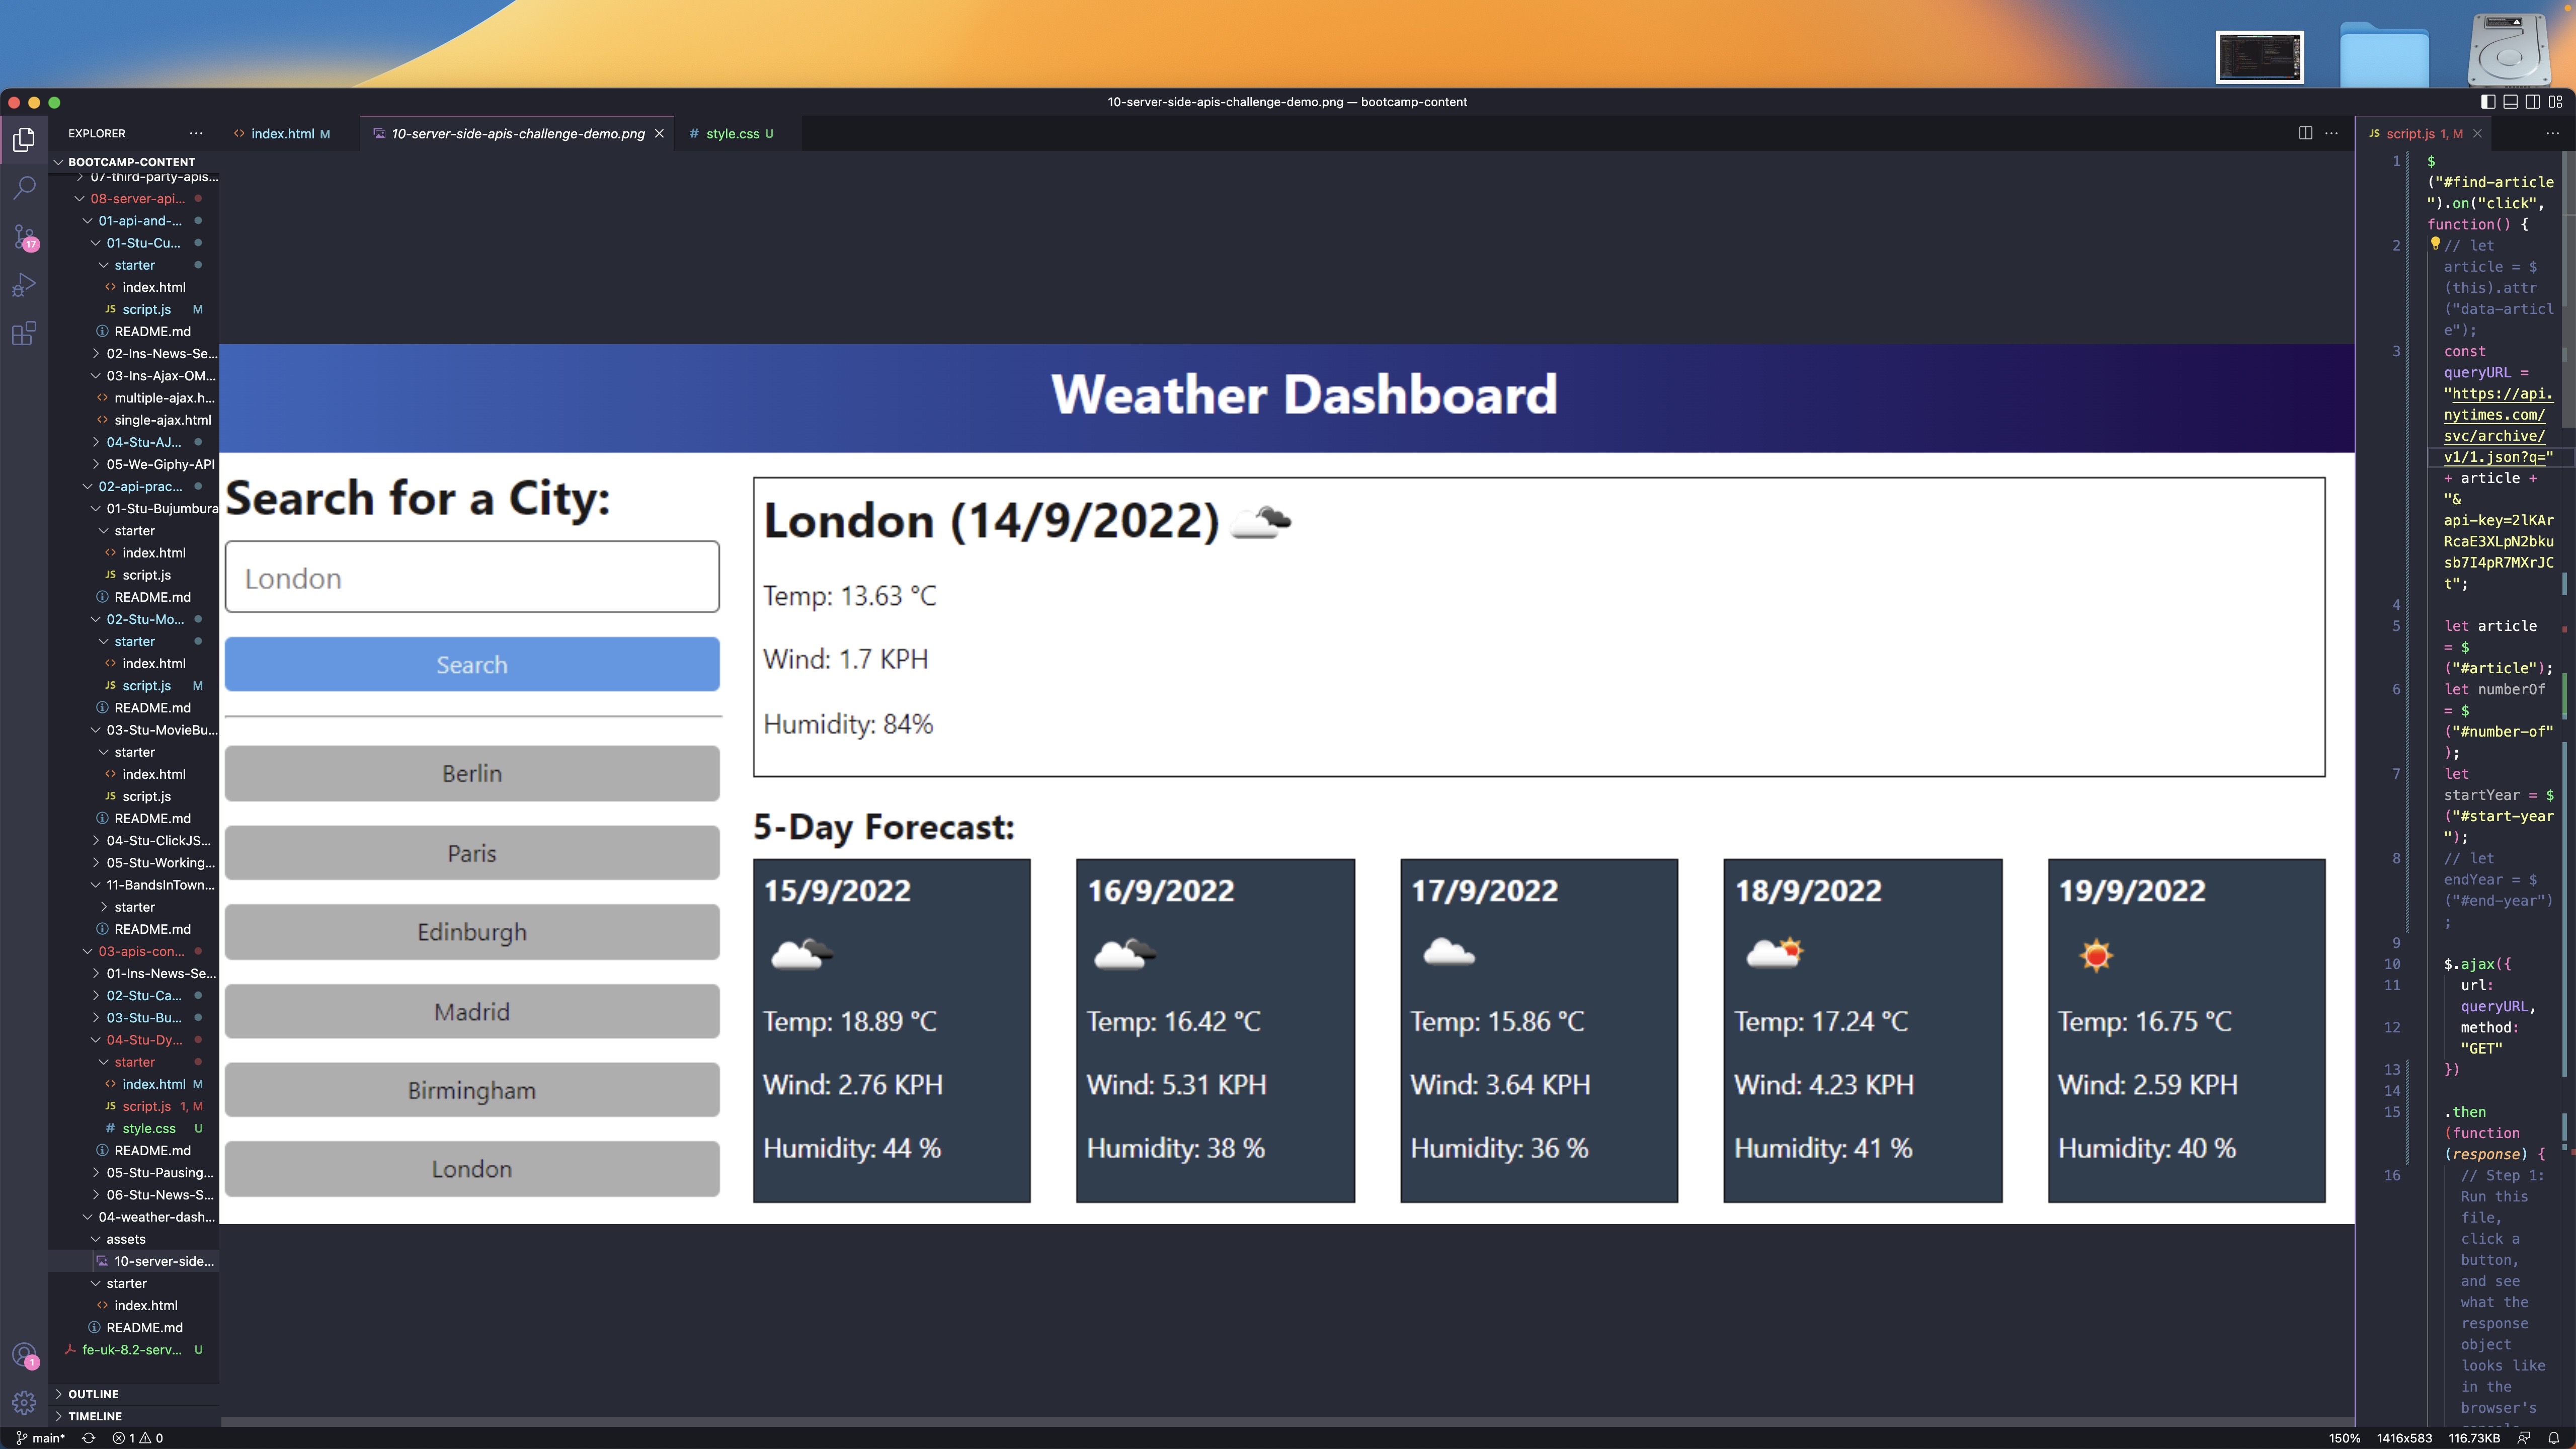 10-server-side-apis-challenge-demo.png — bootcamp-content
EXPLORER
index.html M
10-server-side-apis-challenge-demo.png
# style.css U
JS script.js 1, M
BOOTCAMP-CONTENT
07-third-party-apis...
08-server-api...
01-api-and-...
01-Stu-Cu...
starter
index.html
JS script.js M
README.md
02-Ins-News-Se...
03-Ins-Ajax-OM...
multiple-ajax.h...
single-ajax.html
04-Stu-AJ...
05-We-Giphy-API
02-api-prac...
01-Stu-Bujumbura
starter
index.html
JS script.js
README.md
02-Stu-Mo...
starter
index.html
JS script.js M
README.md
03-Stu-MovieBu...
starter
index.html
JS script.js
README.md
04-Stu-ClickJS...
05-Stu-Working...
11-BandsInTown...
starter
README.md
03-apis-con...
01-Ins-News-Se...
02-Stu-Ca...
03-Stu-Bu...
04-Stu-Dy...
starter
index.html M
JS script.js 1, M
# style.css U
README.md
05-Stu-Pausing...
06-Stu-News-S...
04-weather-dash...
assets
10-server-side...
starter
index.html
README.md
fe-uk-8.2-serv... U
OUTLINE
TIMELINE
17
1
Weather Dashboard
Search for a City:
London
Search
Berlin
Paris
Edinburgh
Madrid
Birmingham
London
London (14/9/2022)
Temp: 13.63 °C
Wind: 1.7 KPH
Humidity: 84%
5-Day Forecast:
15/9/2022
Temp: 18.89 °C
Wind: 2.76 KPH
Humidity: 44 %
16/9/2022
Temp: 16.42 °C
Wind: 5.31 KPH
Humidity: 38 %
17/9/2022
Temp: 15.86 °C
Wind: 3.64 KPH
Humidity: 36 %
18/9/2022
Temp: 17.24 °C
Wind: 4.23 KPH
Humidity: 41 %
19/9/2022
Temp: 16.75 °C
Wind: 2.59 KPH
Humidity: 40 %
1 $
("#find-article
").on("click",
function() {
2 // let
article = $
(this).attr
("data-articl
e");
3 const
queryURL =
"https://api.
nytimes.com/
svc/archive/
v1/1.json?q="
+ article +
"&
api-key=2lKAr
RcaE3XLpN2bku
sb7I4pR7MXrJC
t";
4
5 let article
= $
("#article");
6 let numberOf
= $
("#number-of"
);
7 let
startYear = $
("#start-year
");
8 // let
endYear = $
("#end-year")
;
9
10 $.ajax({
11 url:
queryURL,
12 method:
"GET"
13 })
14
15 .then
(function
(response) {
16 // Step 1:
Run this
file,
click a
button,
and see
what the
response
object
looks like
in the
browser's
main* 1 0
150% 1416x583 116.73KB